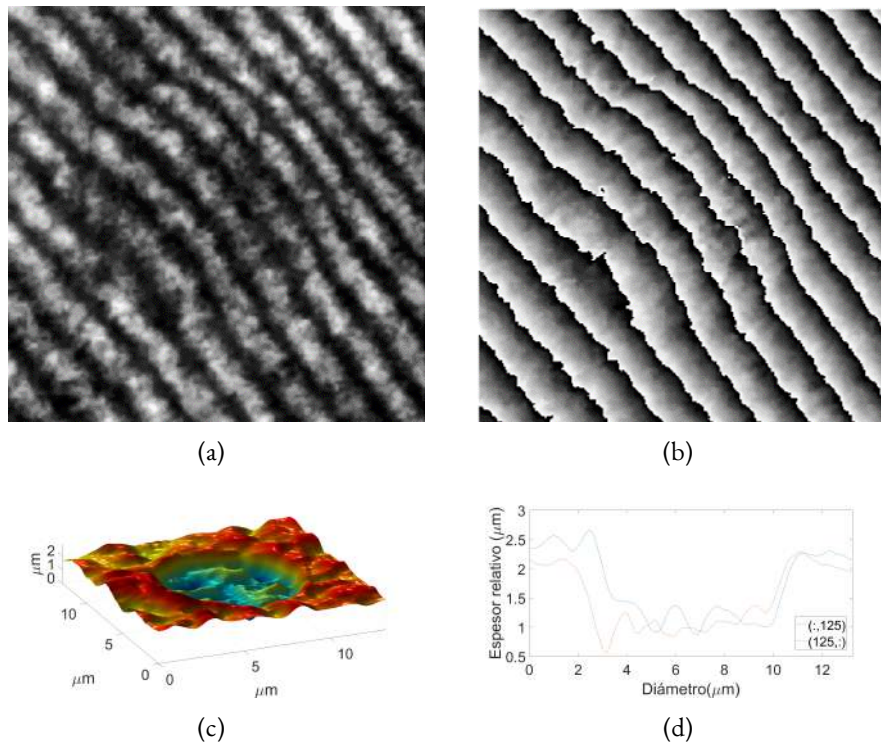 (a)
(b)
2
1
0
μm
10
5
0
μm
0
5
10
μm
(c)
Espesor relativo (μm)
3
2.5
2
1.5
1
0.5
0
2
4
6
8
10
12
Diámetro(μm)
(:,125)
(125,:)
(d)